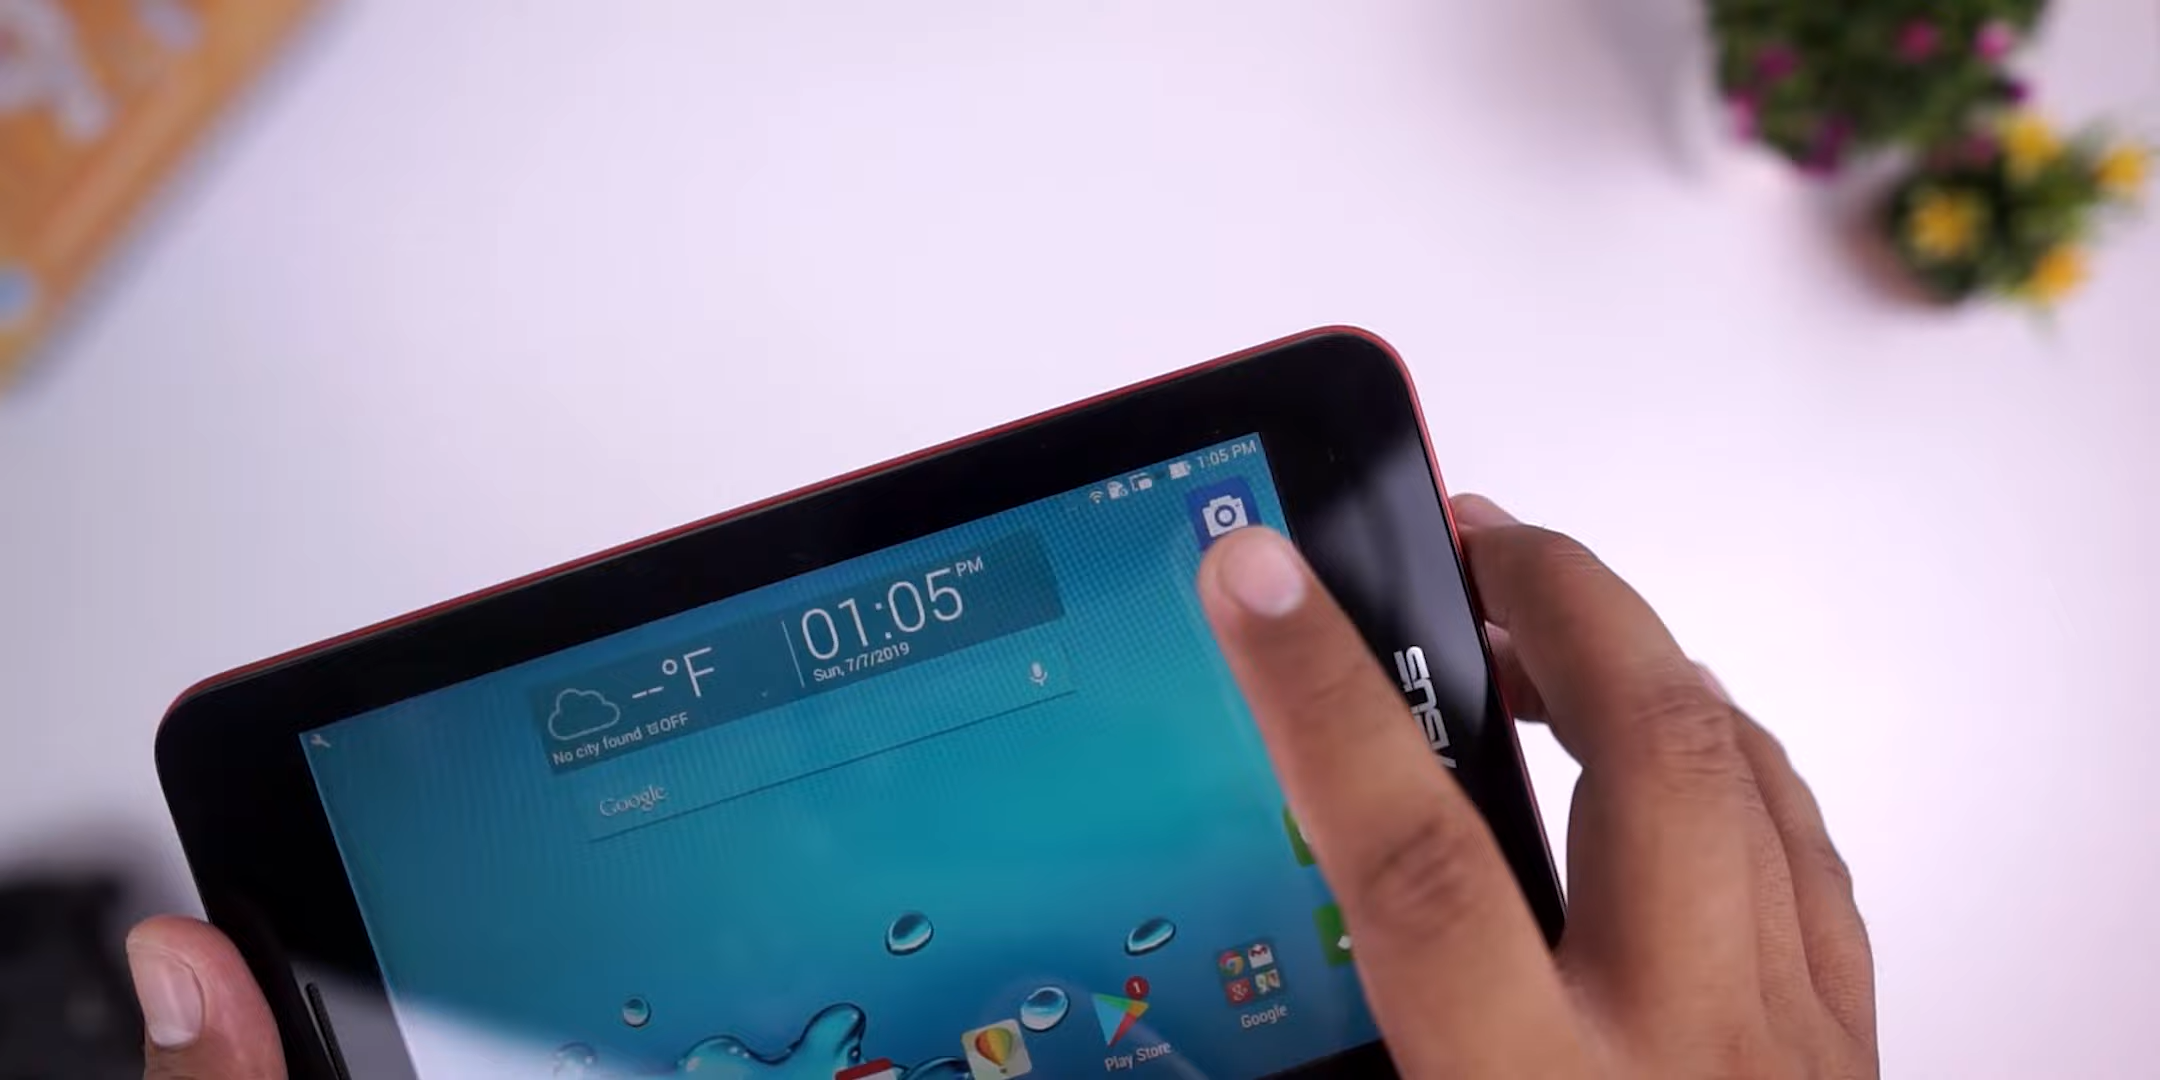 1:05 PM
01:05 PM
Sun, 7/7/2019
--°F
No city found OFF
Google
ASUS
1
Play Store
Google